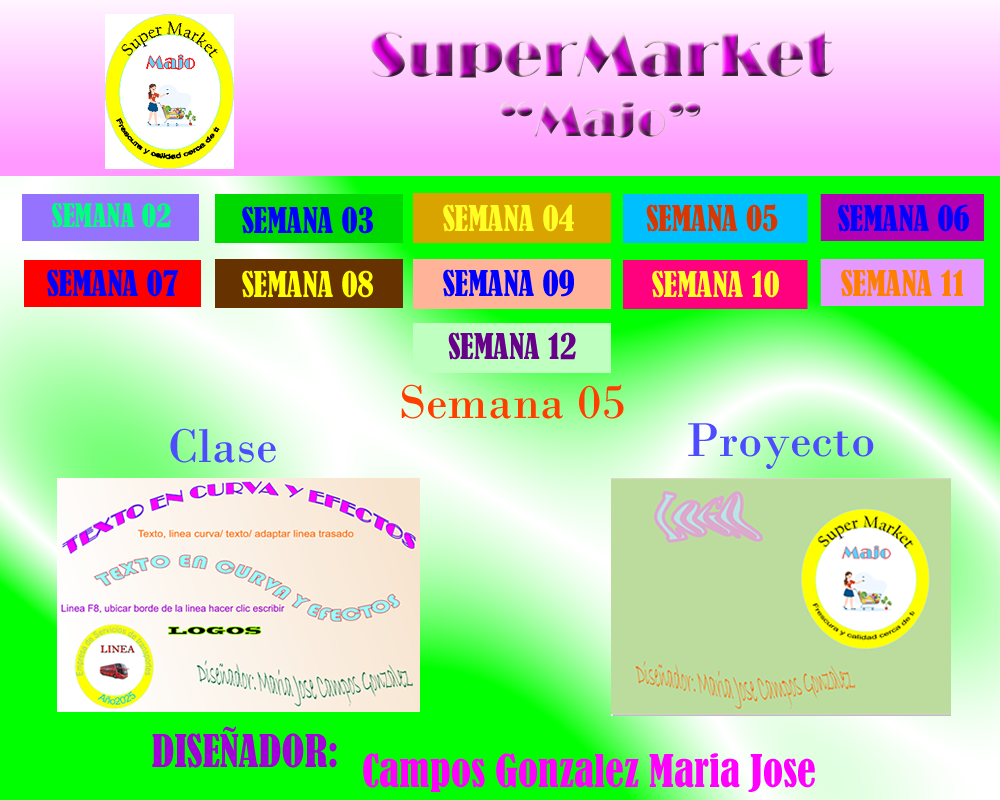 Super Market
Majo
Frescura y calidad cerca de ti
SuperMarket
“Majo”
SEMANA 02
SEMANA 03
SEMANA 04
SEMANA 05
SEMANA 06
SEMANA 07
SEMANA 08
SEMANA 09
SEMANA 10
SEMANA 11
SEMANA 12
Semana 05
Clase
Proyecto
TEXTO EN CURVA Y EFECTOS
Texto, linea curva/ texto/ adaptar linea trasado
TEXTO EN CURVA Y EFECTOS
Linea F8, ubicar borde de la linea hacer clic escribir
LOGOS
LINEA
Año2025
Diseñador: Maria Jose Campos Gonzalez
LOGO
Super Market
Majo
Frescura y calidad cerca de ti
Diseñador: Maria Jose Campos Gonzalez
DISEÑADOR:
Campos Gonzalez Maria Jose